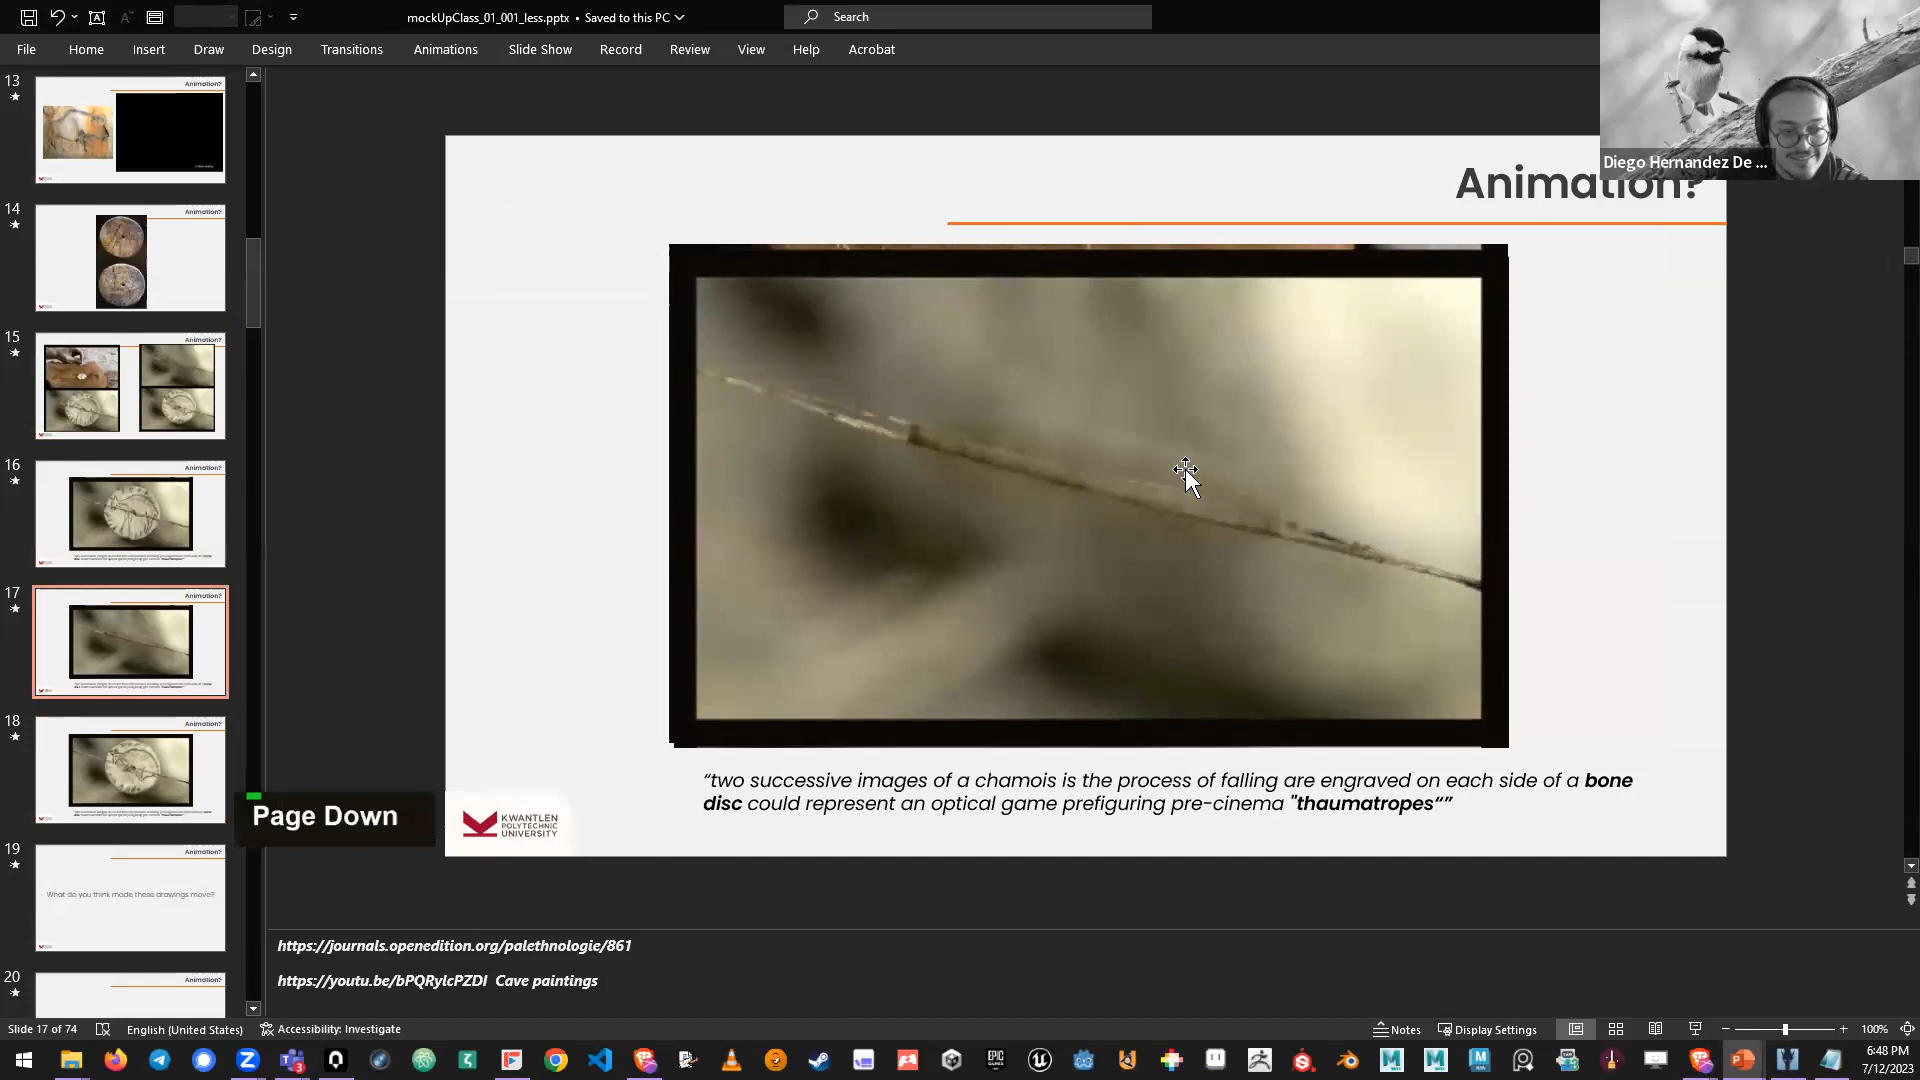 mockUpClass_01_001_less.pptx • Saved to this PC
Search
File Home Insert Draw Design Transitions Animations Slide Show Record Review View Help Acrobat
13
Animation?
14
Animation?
15
Animation?
16
Animation?
17
Animation?
18
Animation?
19
Animation?
What do you think made these drawings move?
20
Animation?
Diego Hernandez De ...
Animation?
“two successive images of a chamois is the process of falling are engraved on each side of a bone
disc could represent an optical game prefiguring pre-cinema "thaumatropes“”
KWANTLEN
POLYTECHNIC
UNIVERSITY
Page Down
https://journals.openedition.org/palethnologie/861
https://youtu.be/bPQRylcPZDI Cave paintings
Slide 17 of 74 English (United States) Accessibility: Investigate Notes Display Settings 100%
6:48 PM
7/12/2023